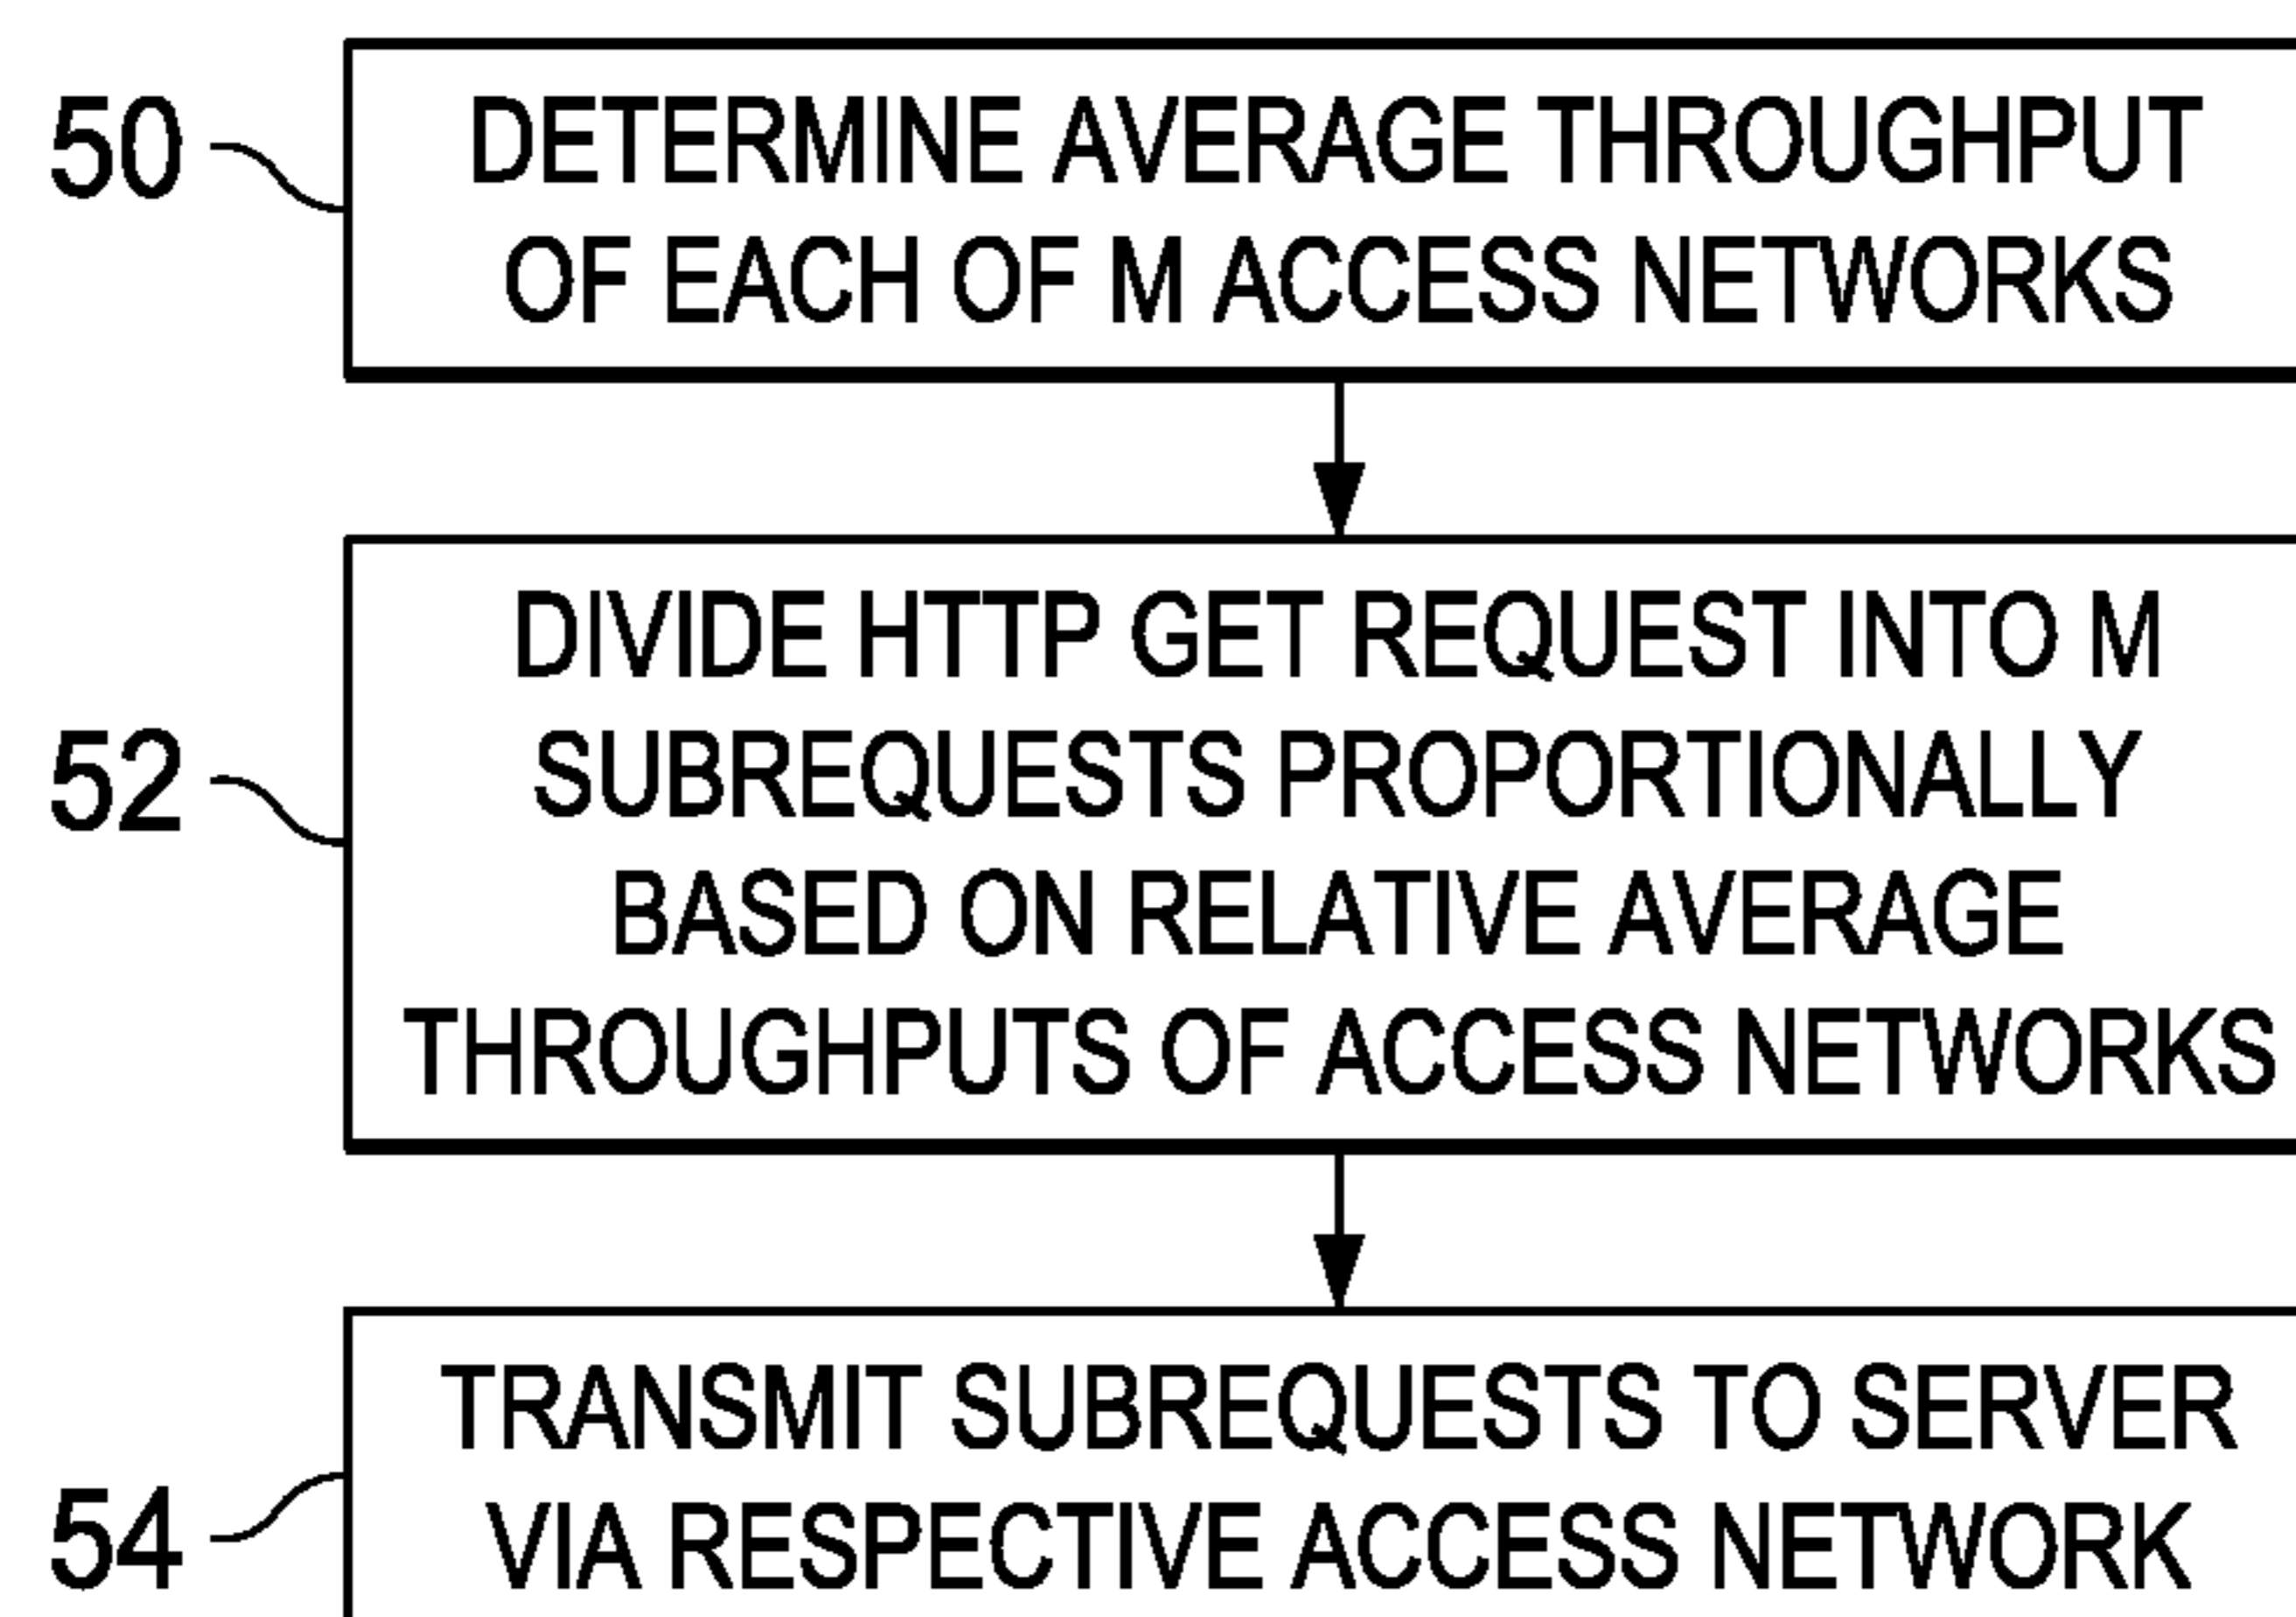 50
DETERMINE AVERAGE THROUGHPUT
OF EACH OF M ACCESS NETWORKS
52
DIVIDE HTTP GET REQUEST INTO M
SUBREQUESTS PROPORTIONALLY
BASED ON RELATIVE AVERAGE
THROUGHPUTS OF ACCESS NETWORKS
54
TRANSMIT SUBREQUESTS TO SERVER
VIA RESPECTIVE ACCESS NETWORK